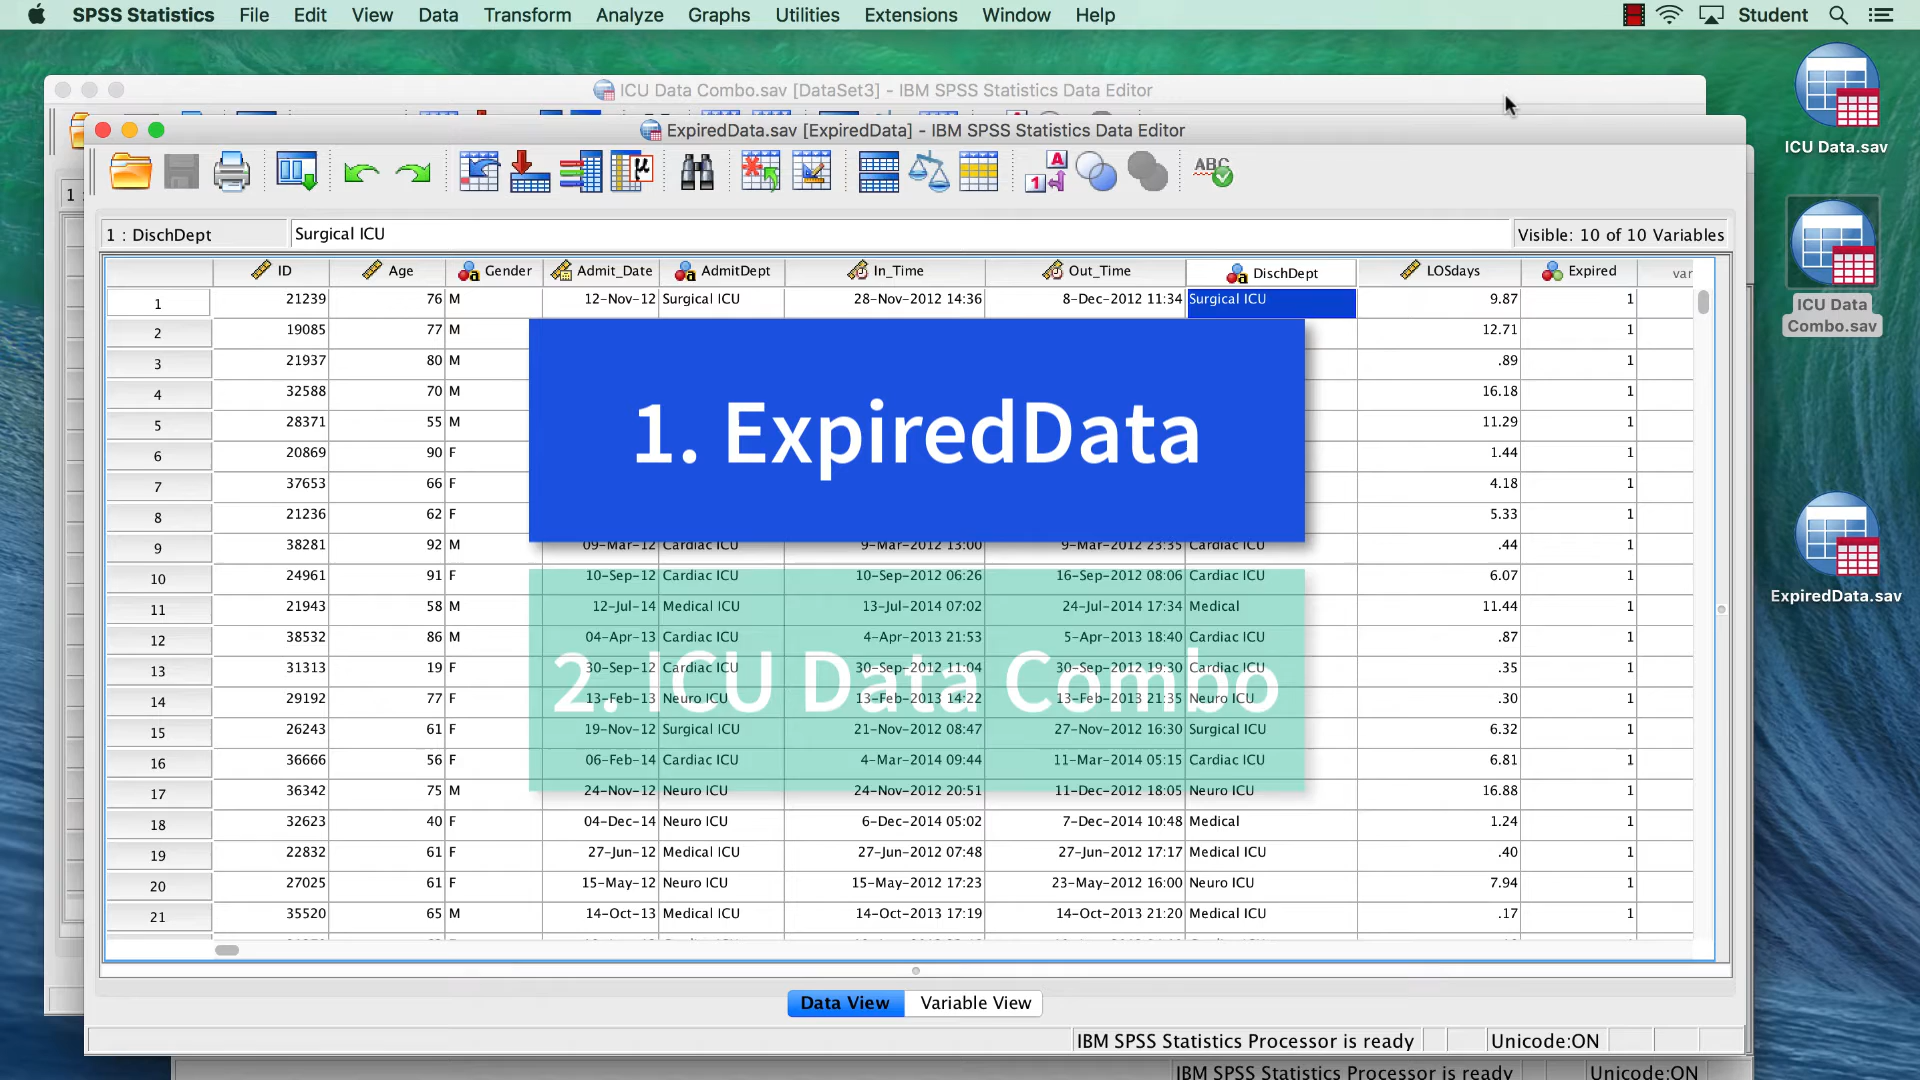 SPSS Statistics File Edit View Data Transform Analyze Graphs Utilities Extensions Window Help Student
ICU Data Combo.sav [DataSet3] - IBM SPSS Statistics Data Editor
ExpiredData.sav [ExpiredData] - IBM SPSS Statistics Data Editor
ICU Data.sav
ICU Data
Combo.sav
ExpiredData.sav
1
1 : DischDept Surgical ICU Visible: 10 of 10 Variables
ID Age Gender Admit_Date AdmitDept In_Time Out_Time DischDept LOSdays Expired var
1 21239 76 M 12-Nov-12 Surgical ICU 28-Nov-2012 14:36 8-Dec-2012 11:34 Surgical ICU 9.87 1
2 19085 77 M 12.71 1
3 21937 80 M .89 1
4 32588 70 M 16.18 1
5 28371 55 M 11.29 1
6 20869 90 F 1.44 1
7 37653 66 F 4.18 1
8 21236 62 F 5.33 1
9 38281 92 M 09-Mar-12 Cardiac ICU 9-Mar-2012 13:00 9-Mar-2012 23:35 Cardiac ICU .44 1
10 24961 91 F 10-Sep-12 Cardiac ICU 10-Sep-2012 06:26 16-Sep-2012 08:06 Cardiac ICU 6.07 1
11 21943 58 M 12-Jul-14 Medical ICU 13-Jul-2014 07:02 24-Jul-2014 17:34 Medical 11.44 1
12 38532 86 M 04-Apr-13 Cardiac ICU 4-Apr-2013 21:53 5-Apr-2013 18:40 Cardiac ICU .87 1
13 31313 19 F 30-Sep-12 Cardiac ICU 30-Sep-2012 11:04 30-Sep-2012 19:30 Cardiac ICU .35 1
14 29192 77 F 13-Feb-13 Neuro ICU 13-Feb-2013 14:22 13-Feb-2013 21:35 Neuro ICU .30 1
15 26243 61 F 19-Nov-12 Surgical ICU 21-Nov-2012 08:47 27-Nov-2012 16:30 Surgical ICU 6.32 1
16 36666 56 F 06-Feb-14 Cardiac ICU 4-Mar-2014 09:44 11-Mar-2014 05:15 Cardiac ICU 6.81 1
17 36342 75 M 24-Nov-12 Neuro ICU 26-Nov-2012 20:51 11-Dec-2012 18:05 Neuro ICU 16.88 1
18 32623 40 F 04-Dec-14 Neuro ICU 6-Dec-2014 05:02 7-Dec-2014 10:48 Medical 1.24 1
19 22832 61 F 27-Jun-12 Medical ICU 27-Jun-2012 07:48 27-Jun-2012 17:17 Medical ICU .40 1
20 27025 61 F 15-May-12 Neuro ICU 15-May-2012 17:23 23-May-2012 16:00 Neuro ICU 7.94 1
21 35520 65 M 14-Oct-13 Medical ICU 14-Oct-2013 17:19 14-Oct-2013 21:20 Medical ICU .17 1
1. ExpiredData
2. ICU Data Combo
Data View Variable View
IBM SPSS Statistics Processor is ready Unicode:ON
IBM SPSS Statistics Processor is ready Unicode:ON